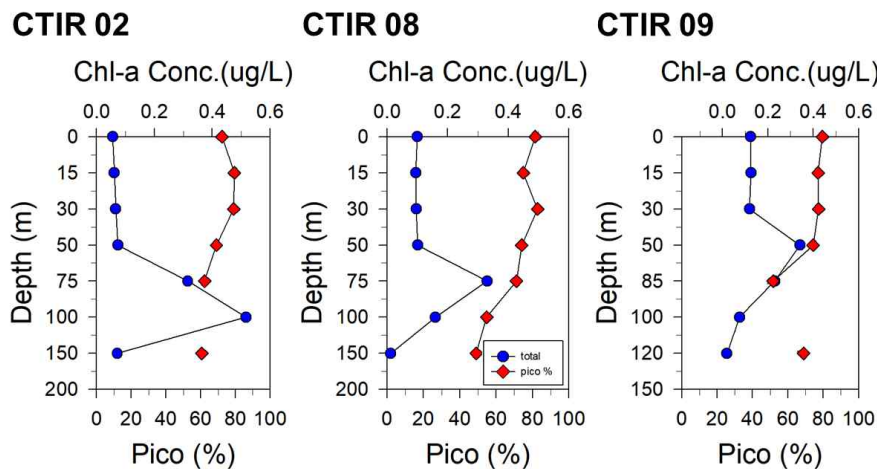 CTIR 02 CTIR 08 CTIR 09
Chl-a Conc.(ug/L) Chl-a Conc.(ug/L) Chl-a Conc.(ug/L)
0.0 0.2 0.4 0.6 0.0 0.2 0.4 0.6 0.0 0.2 0.4 0.6
0 0 0
15 15 15
30 30 30
50 50 50
75 75 85
100 100 100
150 150 120
200 200 150
Depth (m) Depth (m) Depth (m)
total
pico %
0 20 40 60 80 100 0 20 40 60 80 100 0 20 40 60 80 100
Pico (%) Pico (%) Pico (%)